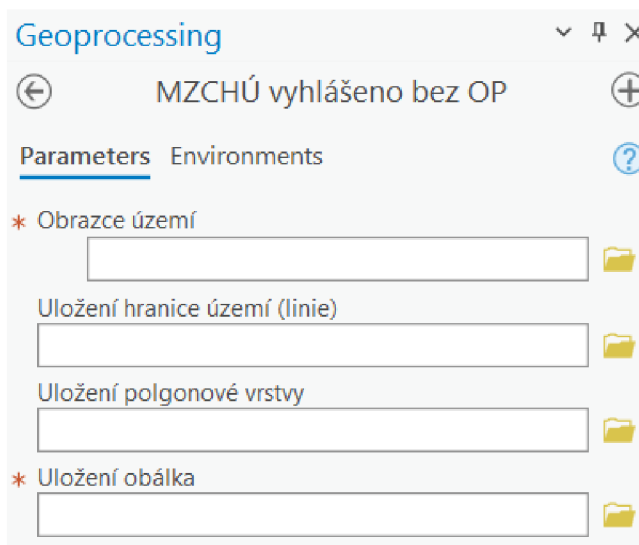 Geoprocessing
MZCHÚ vyhlášeno bez OP
Parameters Environments
* Obrazce území
Uložení hranice území (linie)
Uložení polgonové vrstvy
* Uložení obálka